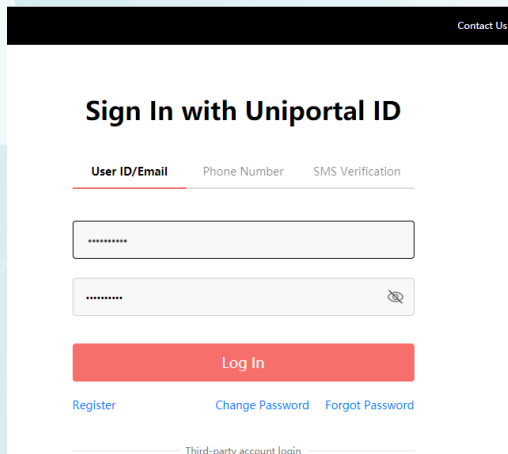 Contact Us
Sign In with Uniportal ID
User ID/Email Phone Number SMS Verification
••••••••••
••••••••••
Log In
Register Change Password Forgot Password
Third-party account login